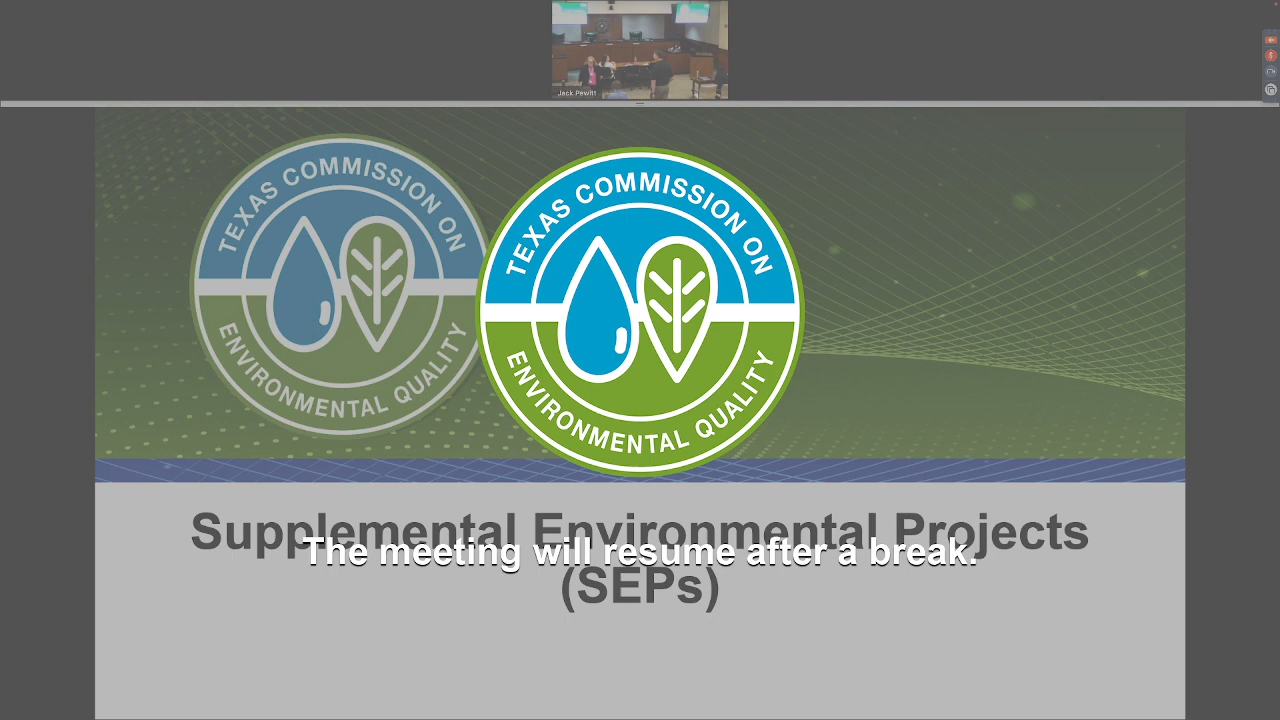 Jack Pewitt
TEXAS COMMISSION ON
ENVIRONMENTAL QUALITY
TEXAS COMMISSION ON
ENVIRONMENTAL QUALITY
Supplemental Environmental Projects
The meeting will resume after a break.
(SEPs)